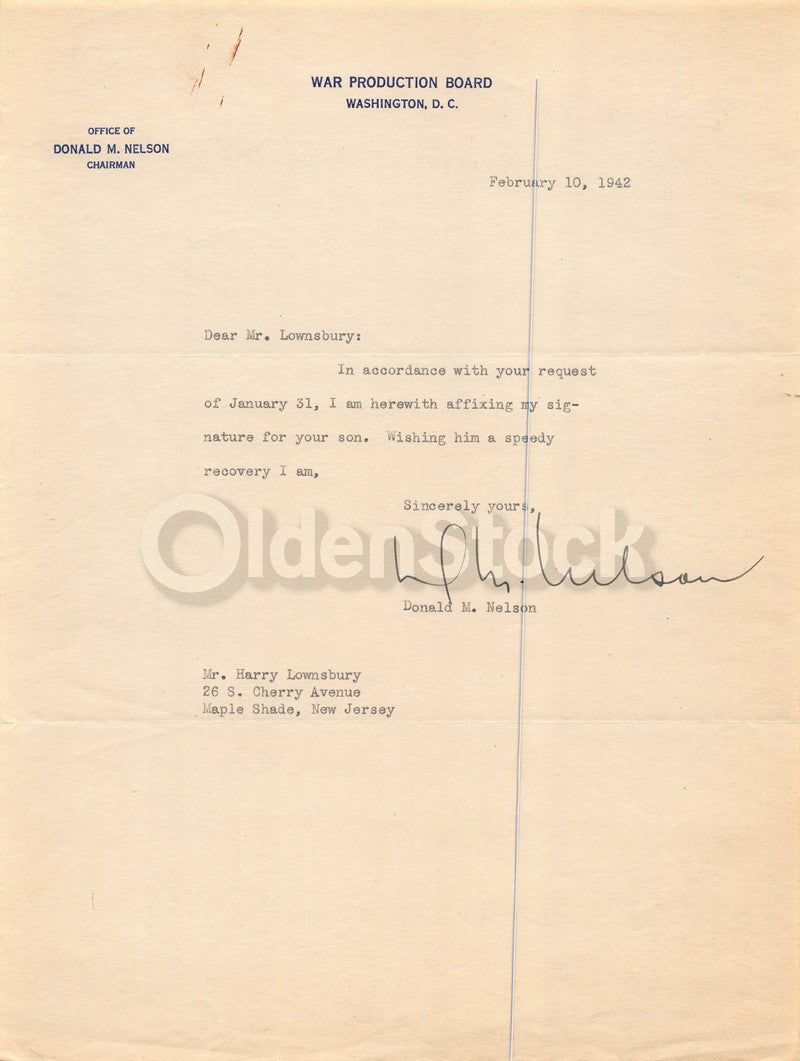 WAR PRODUCTION BOARD
WASHINGTON, D. C.
OFFICE OF
DONALD M. NELSON
CHAIRMAN
February 10, 1942
Dear Mr. Lownsbury:
In accordance with your request
of January 31, I am herewith affixing my sig-
nature for your son. Wishing him a speedy
recovery I am,
Sincerely yours,
OldenStock
D. M. Nelson
Donald M. Nelson
Mr. Harry Lownsbury
26 S. Cherry Avenue
Maple Shade, New Jersey